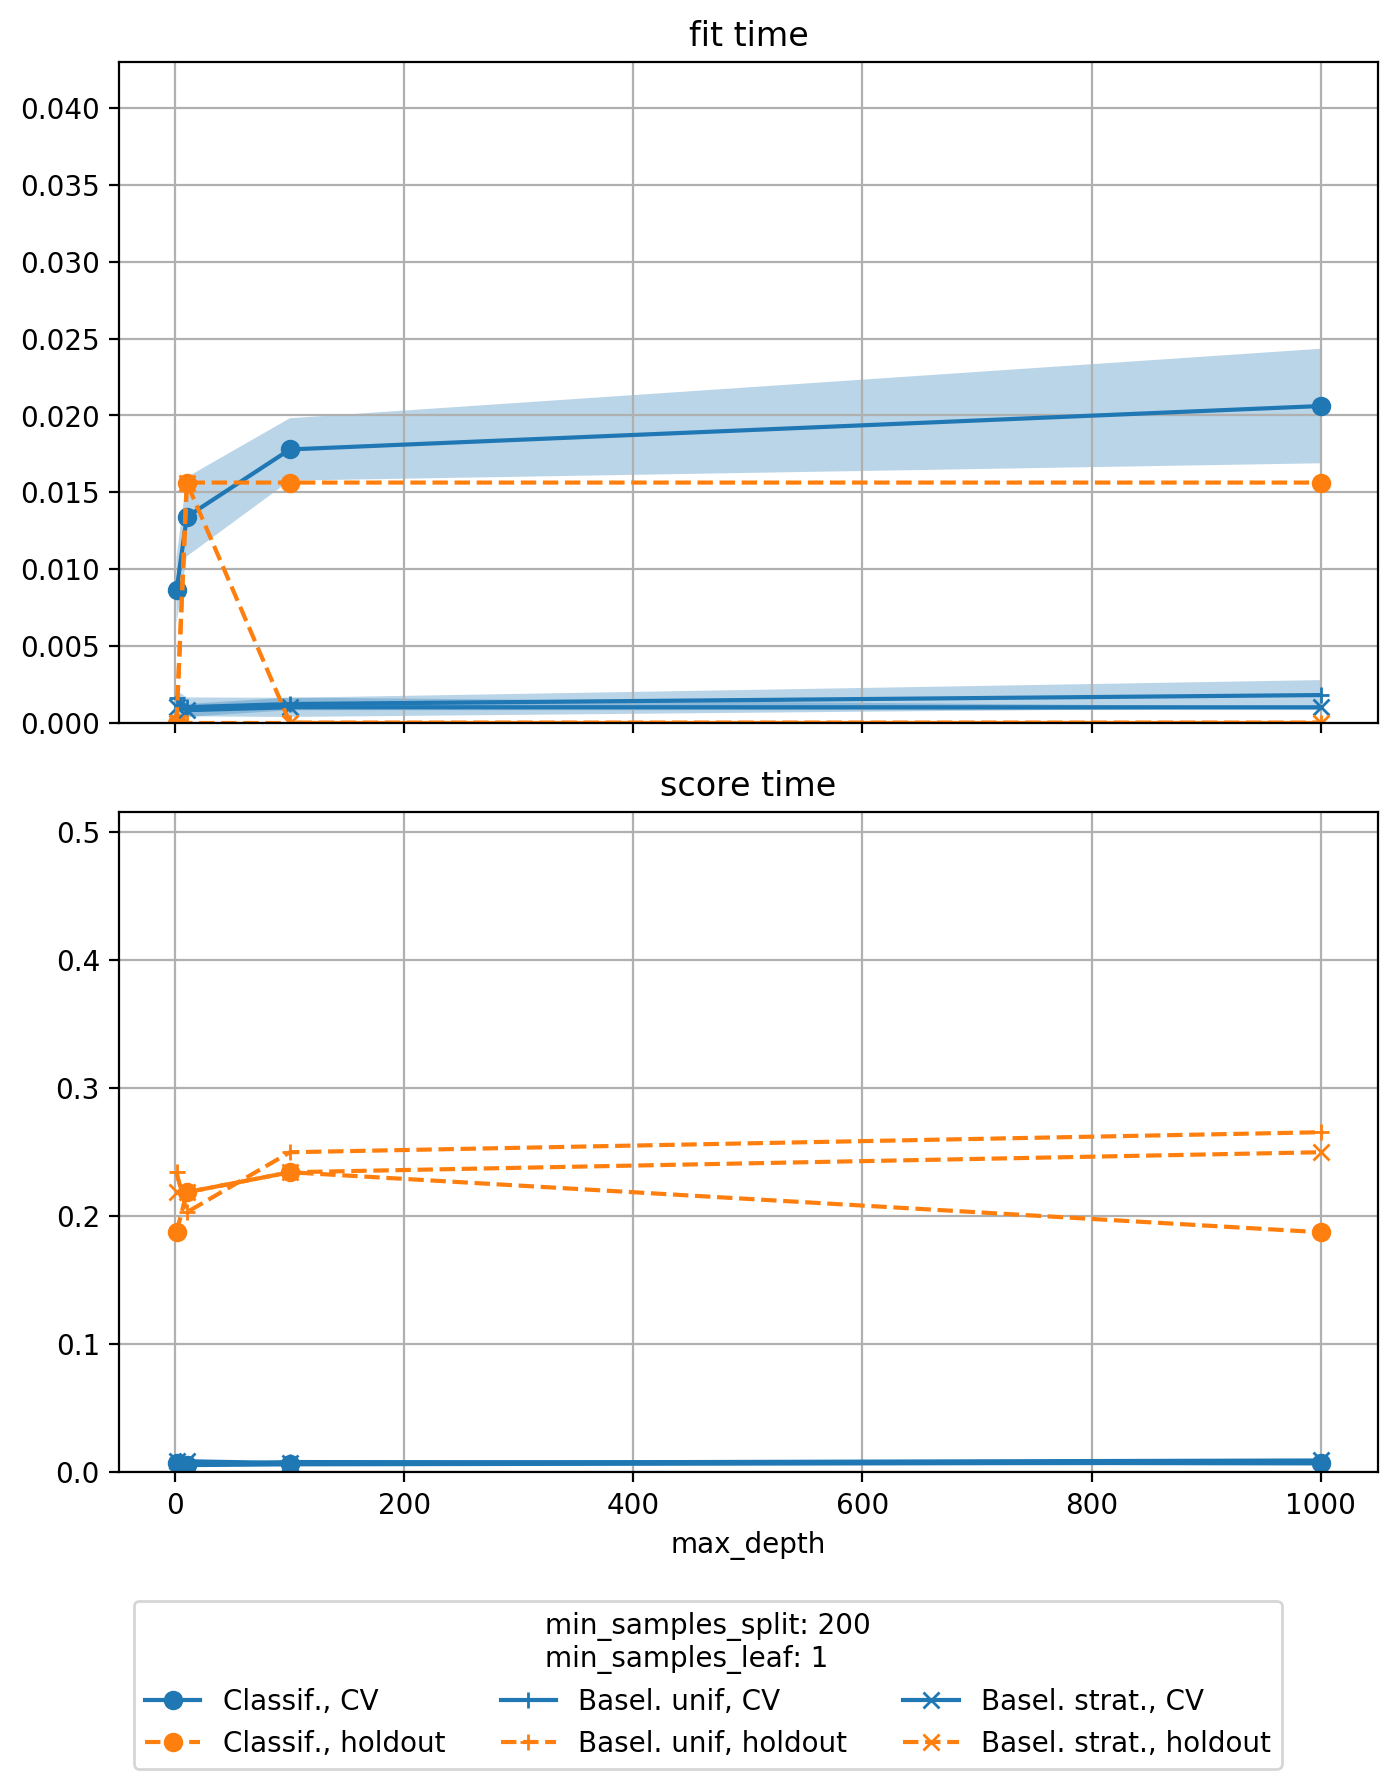 fit time
0.040
0.035
0.030
0.025
0.020
0.015
0.010
0.005
0.000
score time
0.5
0.4
0.3
0.2
0.1
0.0
0 200 400 600 800 1000
max_depth
min_samples_split: 200
min_samples_leaf: 1
Classif., CV Basel. unif, CV Basel. strat., CV
Classif., holdout Basel. unif, holdout Basel. strat., holdout